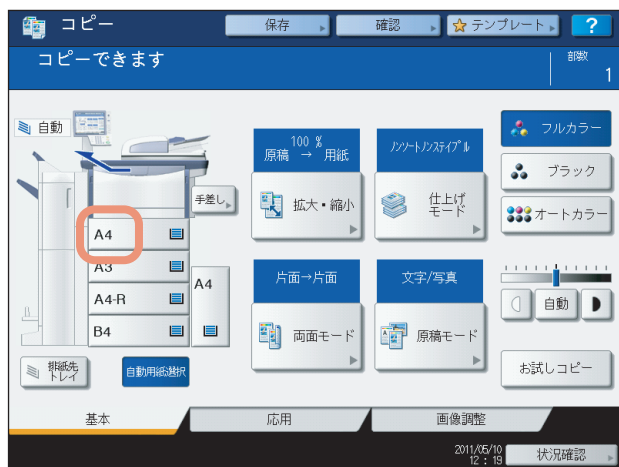 コピー
保存
確認
テンプレート
?
コピーできます
部数
1
自動
手差し
A4
A3
A4-R
B4
A4
排紙先
トレイ
自動用紙選択
100 %
原稿 → 用紙
拡大・縮小
ノンソートノンステイプル
仕上げ
モード
片面→片面
両面モード
文字/写真
原稿モード
フルカラー
ブラック
オートカラー
自動
お試しコピー
基本
応用
画像調整
2011/05/10
12 : 19
状況確認